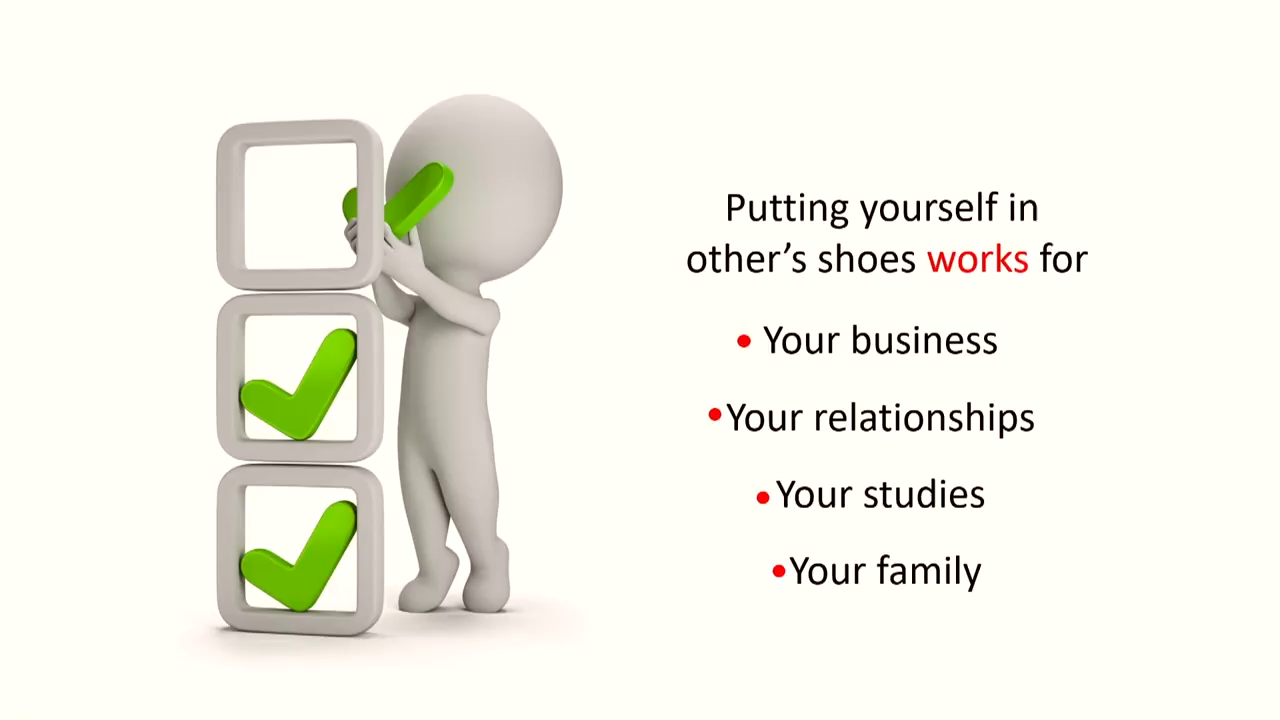 Putting yourself in
other’s shoes works for
• Your business
•Your relationships
•Your studies
•Your family